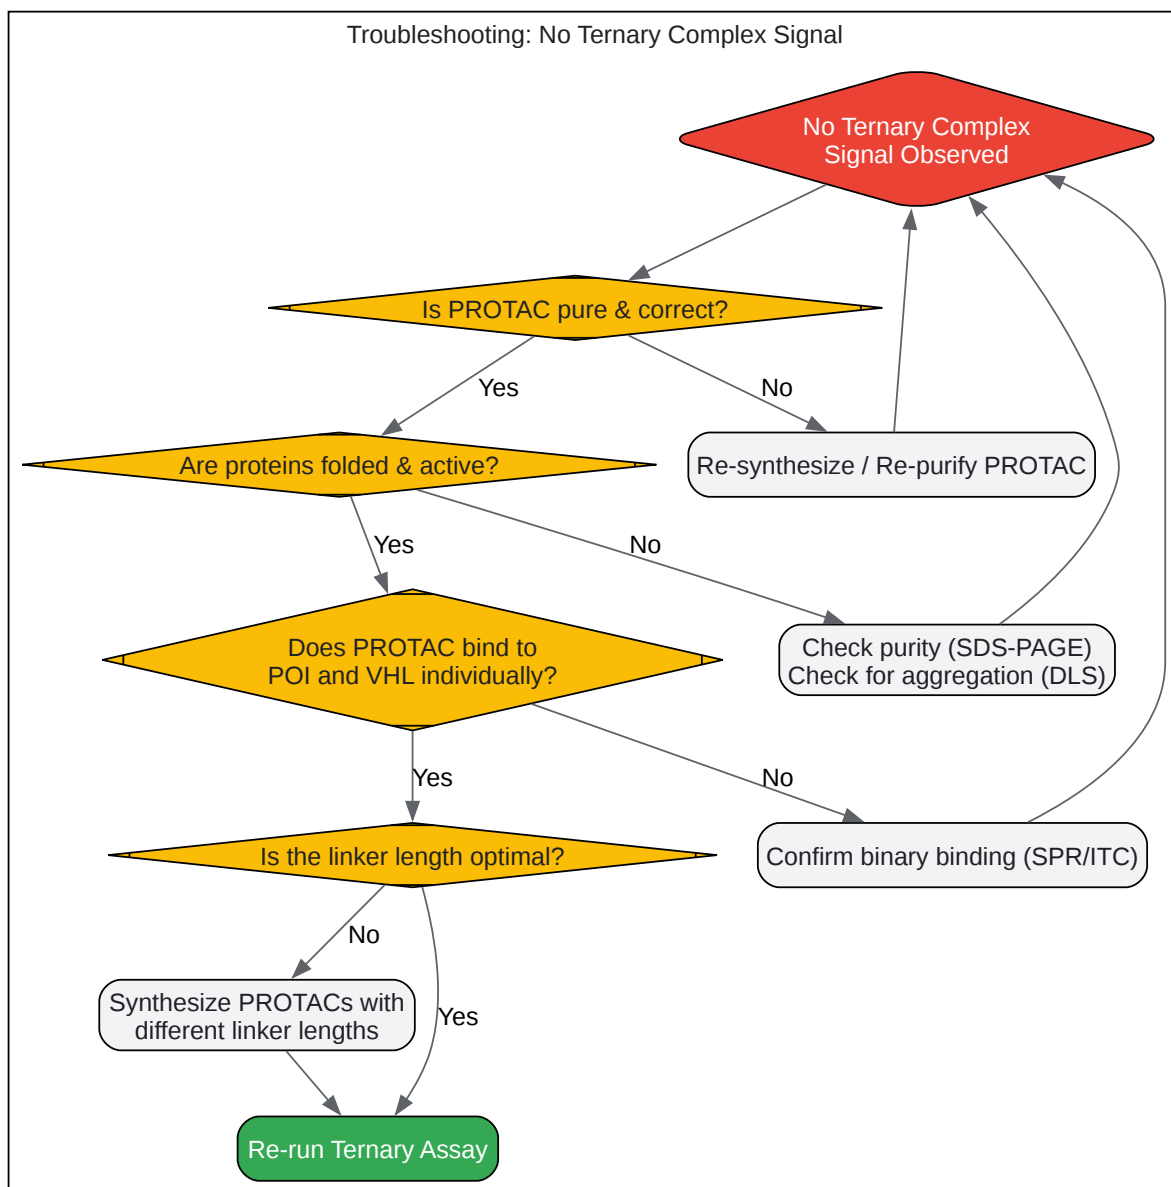 Troubleshooting: No Ternary Complex Signal
No Ternary Complex
Signal Observed
Is PROTAC pure & correct?
Yes
No
Are proteins folded & active?
Re-synthesize / Re-purify PROTAC
Yes
No
Does PROTAC bind to
POI and VHL individually?
Check purity (SDS-PAGE)
Check for aggregation (DLS)
Yes
No
Is the linker length optimal?
Confirm binary binding (SPR/ITC)
No
Synthesize PROTACs with
different linker lengths
Yes
Re-run Ternary Assay